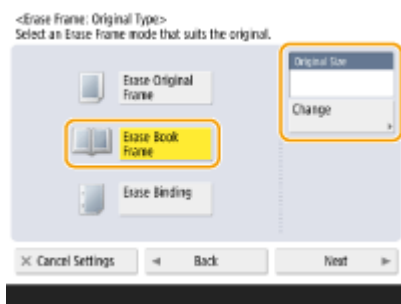 <Erase Frame: Original Type>
Select an Erase Frame mode that suits the original.
Original Size
Erase Original
Frame
Change
Erase Book
Frame
Erase Binding
Cancel Settings
Back
Next